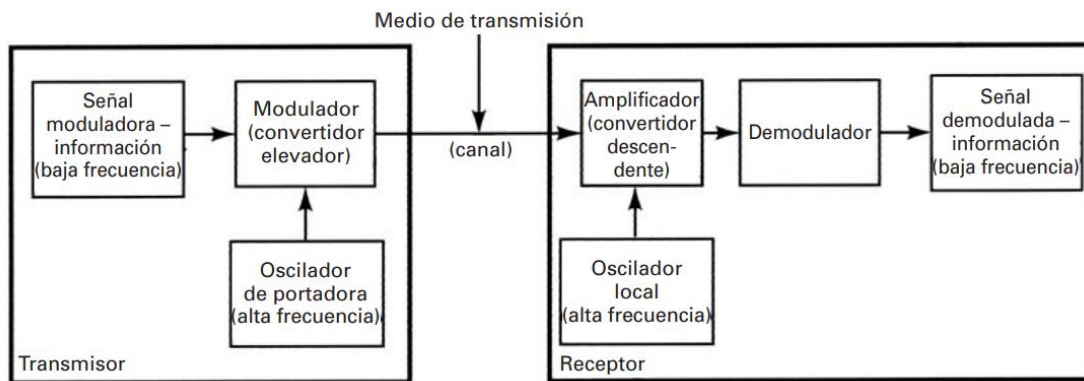 Medio de transmisión
Señal
moduladora –
información
(baja frecuencia)
Modulador
(convertidor
elevador)
Oscilador
de portadora
(alta frecuencia)
Transmisor
(canal)
Amplificador
(convertidor
descen-
dente)
Demodulador
Señal
demodulada –
información
(baja frecuencia)
Oscilador
local
(alta frecuencia)
Receptor